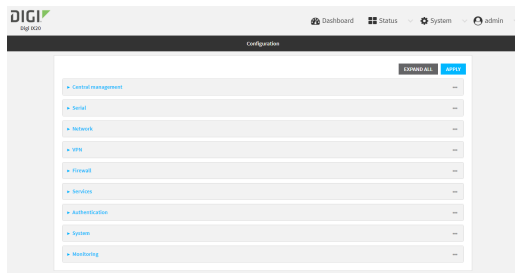 DIGI
Digi IX20
Dashboard Status System admin
Configuration
EXPAND ALL APPLY
Central management
Serial
Network
VPN
Firewall
Services
Authentication
System
Monitoring